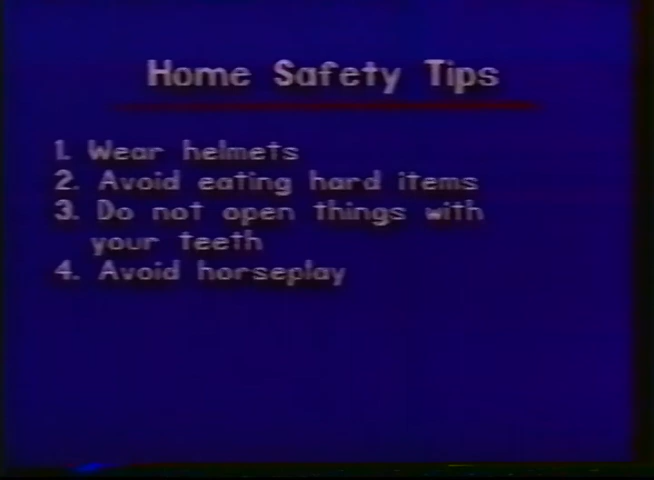 Home Safety Tips
1. Wear helmets
2. Avoid eating hard items
3. Do not open things with
your teeth
4. Avoid horseplay